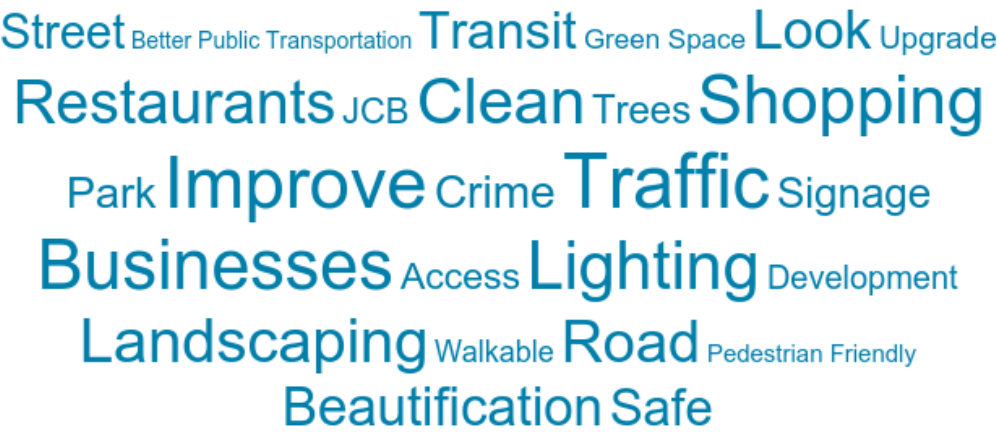 Street Better Public Transportation Transit Green Space Look Upgrade
Restaurants JCB Clean Trees Shopping
Park Improve Crime Traffic Signage
Businesses Access Lighting Development
Landscaping Walkable Road Pedestrian Friendly
Beautification Safe